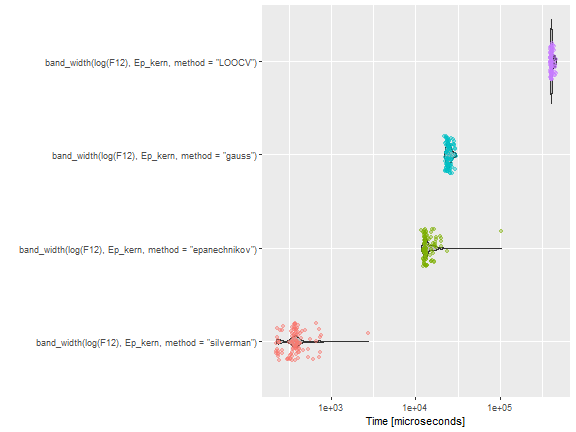 band_width(log(F12), Ep_kern, method = "LOOCV")
band_width(log(F12), Ep_kern, method = "gauss")
band_width(log(F12), Ep_kern, method = "epanechnikov")
band_width(log(F12), Ep_kern, method = "silverman")
1e+03 1e+04 1e+05
Time [microseconds]